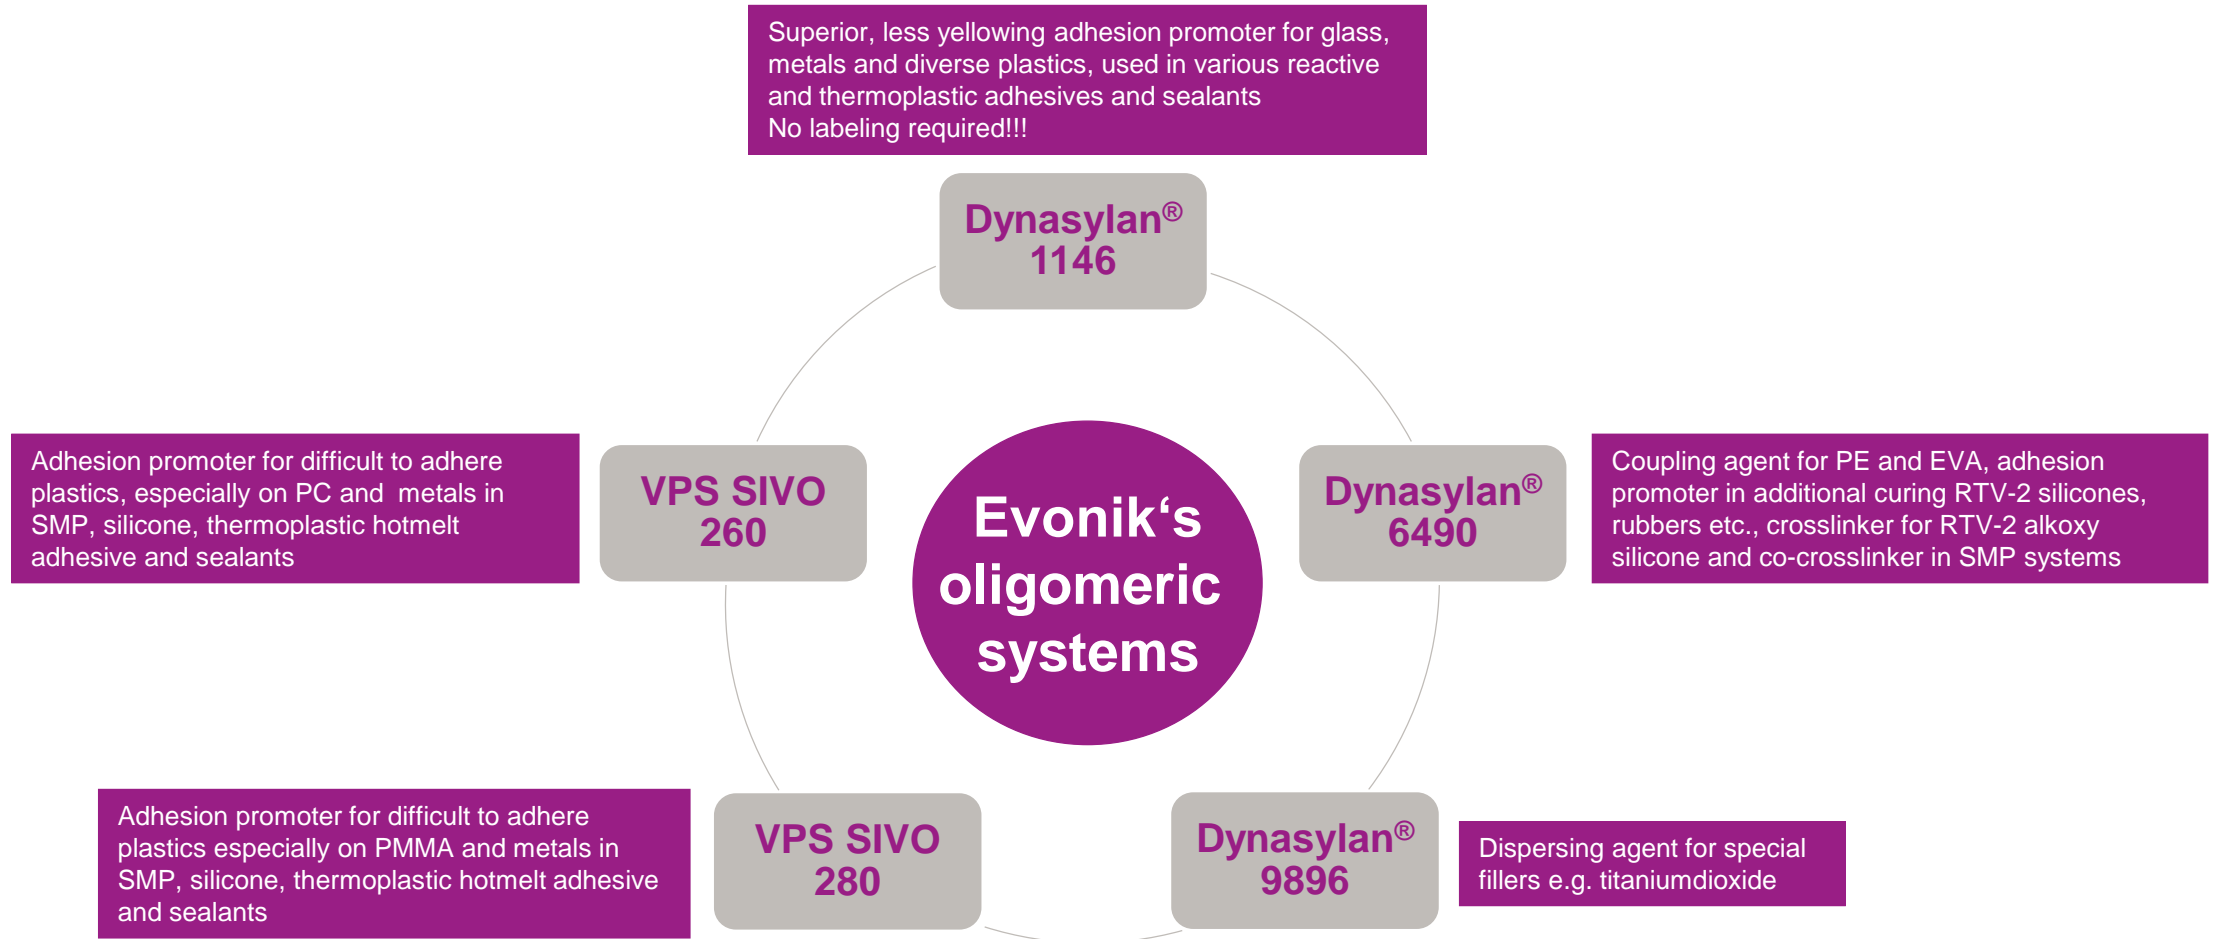 Superior, less yellowing adhesion promoter for glass,
metals and diverse plastics, used in various reactive
and thermoplastic adhesives and sealants
No labeling required!!!
Dynasylan®
1146
Adhesion promoter for difficult to adhere
plastics, especially on PC and  metals in
SMP, silicone, thermoplastic hotmelt
adhesive and sealants
VPS SIVO
260
Evonik‘s
oligomeric
systems
Dynasylan®
6490
Coupling agent for PE and EVA, adhesion
promoter in additional curing RTV-2 silicones,
rubbers etc., crosslinker for RTV-2 alkoxy
silicone and co-crosslinker in SMP systems
Adhesion promoter for difficult to adhere
plastics especially on PMMA and metals in
SMP, silicone, thermoplastic hotmelt adhesive
and sealants
VPS SIVO
280
Dynasylan®
9896
Dispersing agent for special
fillers e.g. titaniumdioxide